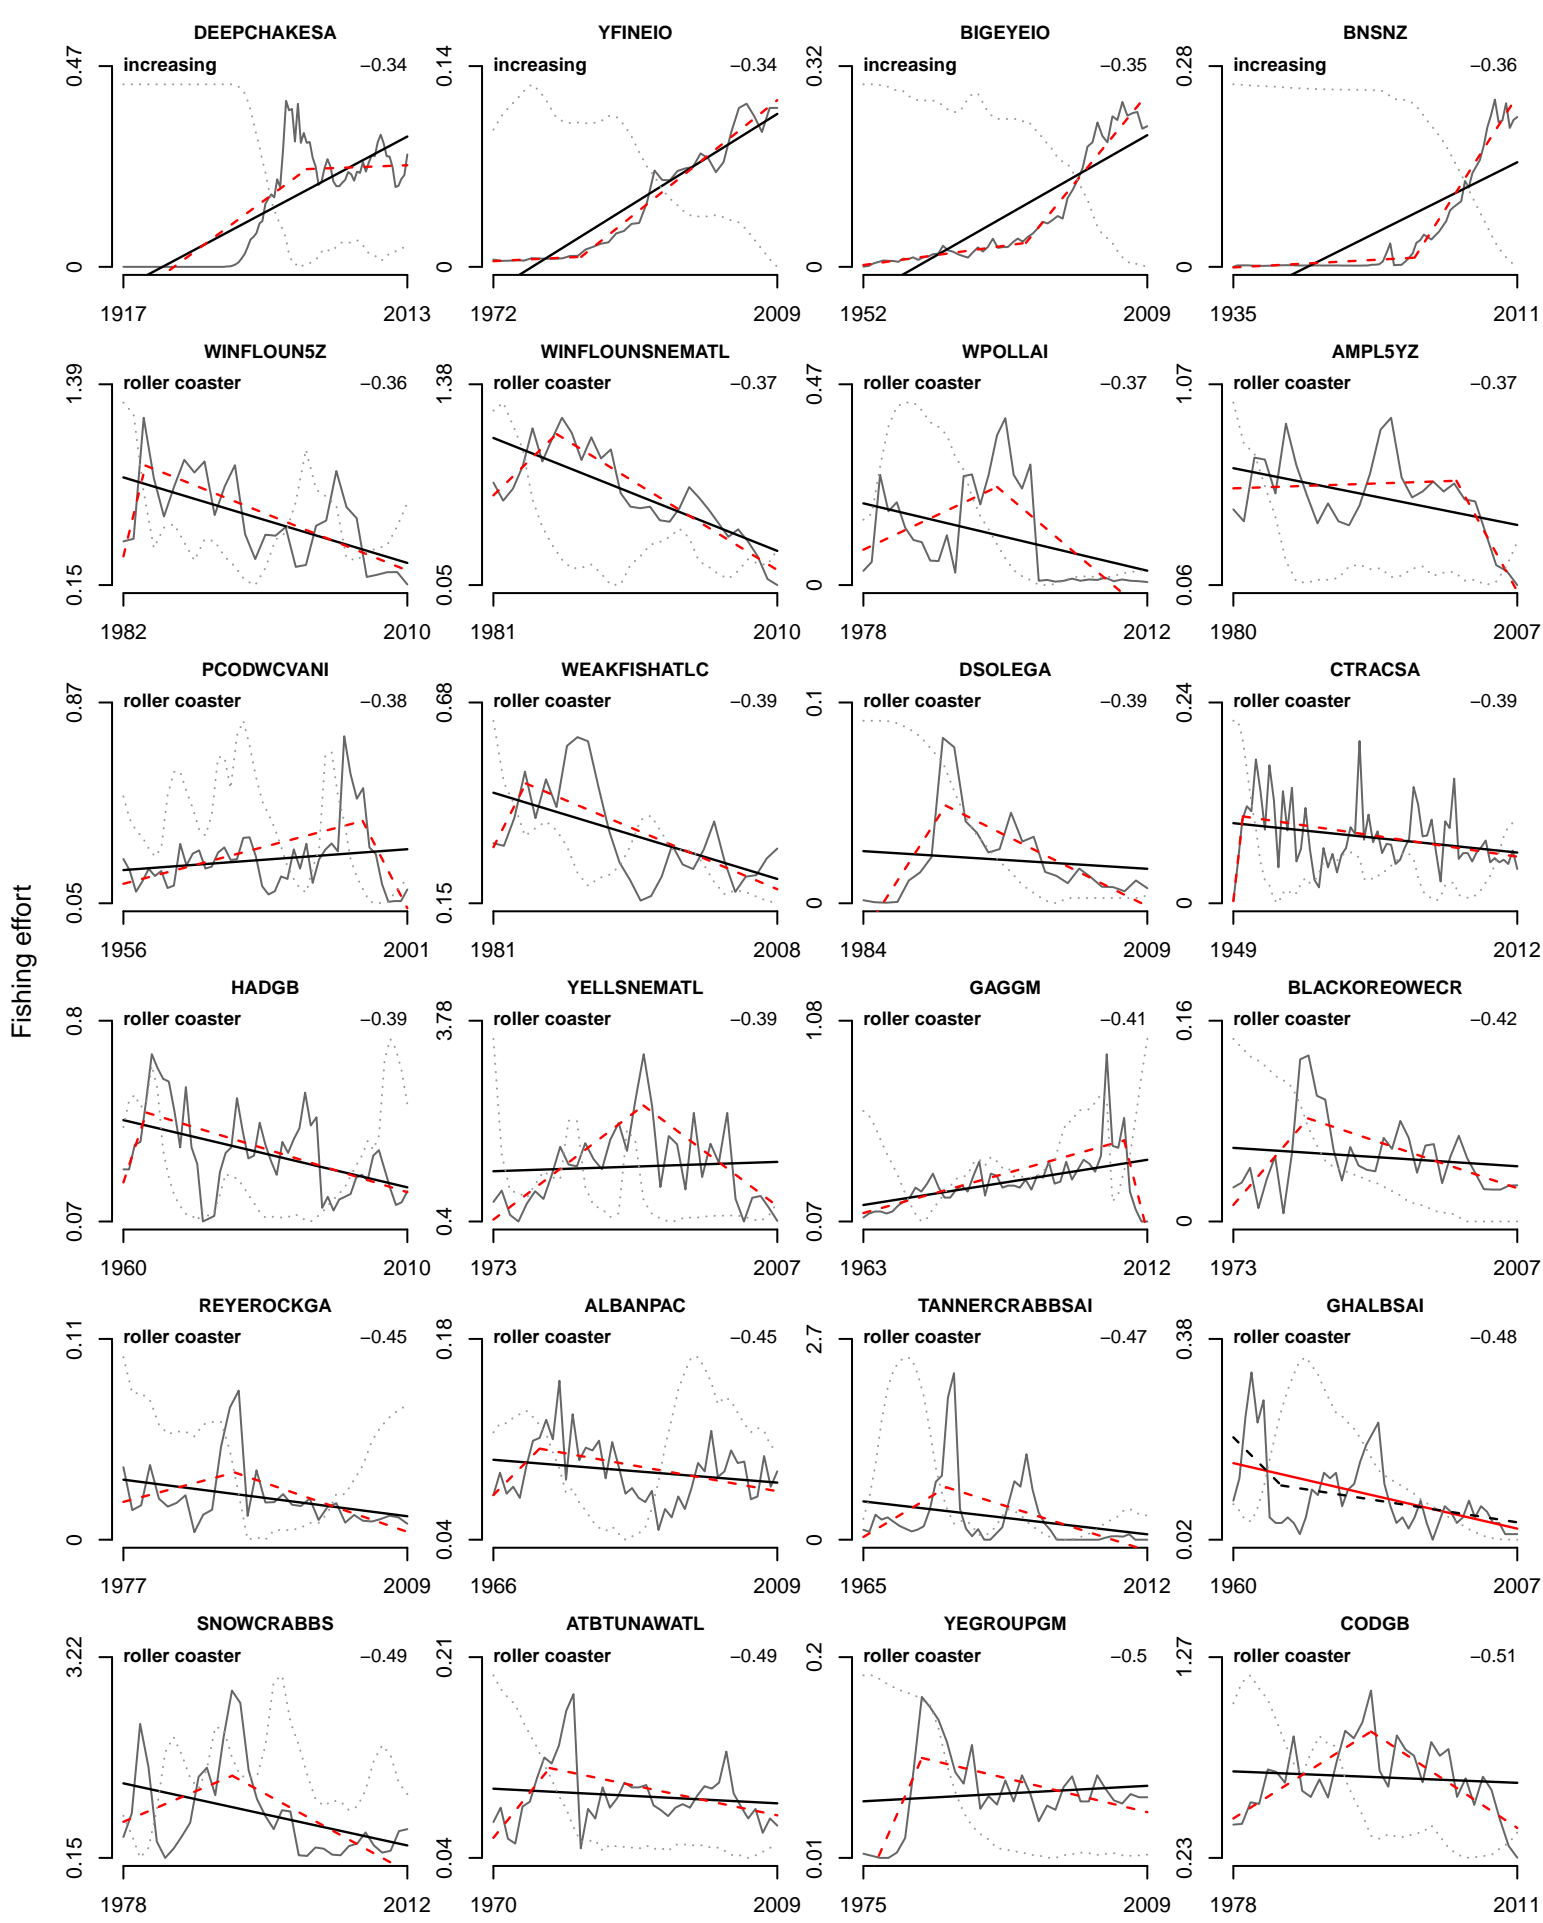 DEEPCHAKESA YFINEIO BIGEYEIO BNSNZ
0.47 increasing −0.34 0.14 increasing −0.34 0.32 increasing −0.35 0.28 increasing −0.36
0 0 0 0
1917 2013 1972 2009 1952 2009 1935 2011
WINFLOUN5Z WINFLOUNSNEMATL WPOLLAI AMPL5YZ
1.39 roller coaster −0.36 1.38 roller coaster −0.37 0.47 roller coaster −0.37 1.07 roller coaster −0.37
0.15 0.05 0 0.06
1982 2010 1981 2010 1978 2012 1980 2007
PCODWCVANI WEAKFISHATLC DSOLEGA CTRACSA
0.87 roller coaster −0.38 0.68 roller coaster −0.39 0.1 roller coaster −0.39 0.24 roller coaster −0.39
0.05 0.15 0 0
1956 2001 1981 2008 1984 2009 1949 2012
Fishing effort
HADGB YELLSNEMATL GAGGM BLACKOREOWECR
0.8 roller coaster −0.39 3.78 roller coaster −0.39 1.08 roller coaster −0.41 0.16 roller coaster −0.42
0.07 0.4 0.07 0
1960 2010 1973 2007 1963 2012 1973 2007
REYEROCKGA ALBANPAC TANNERCRABBSAI GHALBSAI
0.11 roller coaster −0.45 0.18 roller coaster −0.45 2.7 roller coaster −0.47 0.38 roller coaster −0.48
0 0.04 0 0.02
1977 2009 1966 2009 1965 2012 1960 2007
SNOWCRABBS ATBTUNAWATL YEGROUPGM CODGB
3.22 roller coaster −0.49 0.21 roller coaster −0.49 0.2 roller coaster −0.5 1.27 roller coaster −0.51
0.15 0.04 0.01 0.23
1978 2012 1970 2009 1975 2009 1978 2011